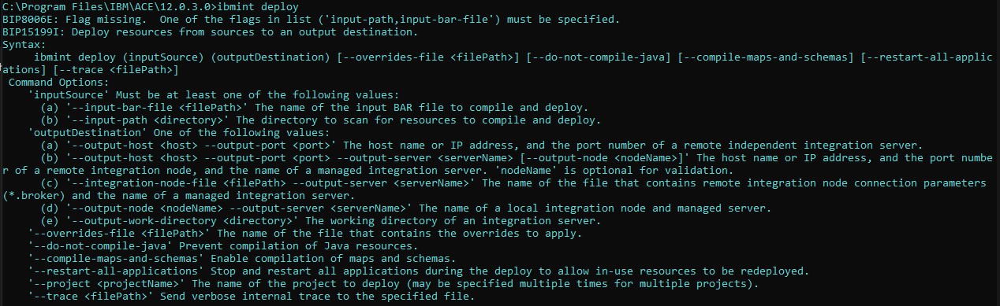 C:\Program Files\IBM\ACE\12.0.3.0>ibmint deploy
BIP8006E: Flag missing.  One of the flags in list ('input-path,input-bar-file') must be specified.
BIP15199I: Deploy resources from sources to an output destination.
Syntax:
     ibmint deploy (inputSource) (outputDestination) [--overrides-file <filePath>] [--do-not-compile-java] [--compile-maps-and-schemas] [--restart-all-applic
ations] [--trace <filePath>]
 Command Options:
    'inputSource' Must be at least one of the following values:
      (a) '--input-bar-file <filePath>' The name of the input BAR file to compile and deploy.
      (b) '--input-path <directory>' The directory to scan for resources to compile and deploy.
    'outputDestination' One of the following values:
      (a) '--output-host <host> --output-port <port>' The host name or IP address, and the port number of a remote independent integration server.
      (b) '--output-host <host> --output-port <port> --output-server <serverName> [--output-node <nodeName>]' The host name or IP address, and the port numbe
r of a remote integration node, and the name of a managed integration server. 'nodeName' is optional for validation.
      (c) '--integration-node-file <filePath> --output-server <serverName>' The name of the file that contains remote integration node connection parameters
(*.broker) and the name of a managed integration server.
      (d) '--output-node <nodeName> --output-server <serverName>' The name of a local integration node and managed server.
      (e) '--output-work-directory <directory>' The working directory of an integration server.
    '--overrides-file <filePath>' The name of the file that contains the overrides to apply.
    '--do-not-compile-java' Prevent compilation of Java resources.
    '--compile-maps-and-schemas' Enable compilation of maps and schemas.
    '--restart-all-applications' Stop and restart all applications during the deploy to allow in-use resources to be redeployed.
    '--project <projectName>' The name of the project to deploy (may be specified multiple times for multiple projects).
    '--trace <filePath>' Send verbose internal trace to the specified file.